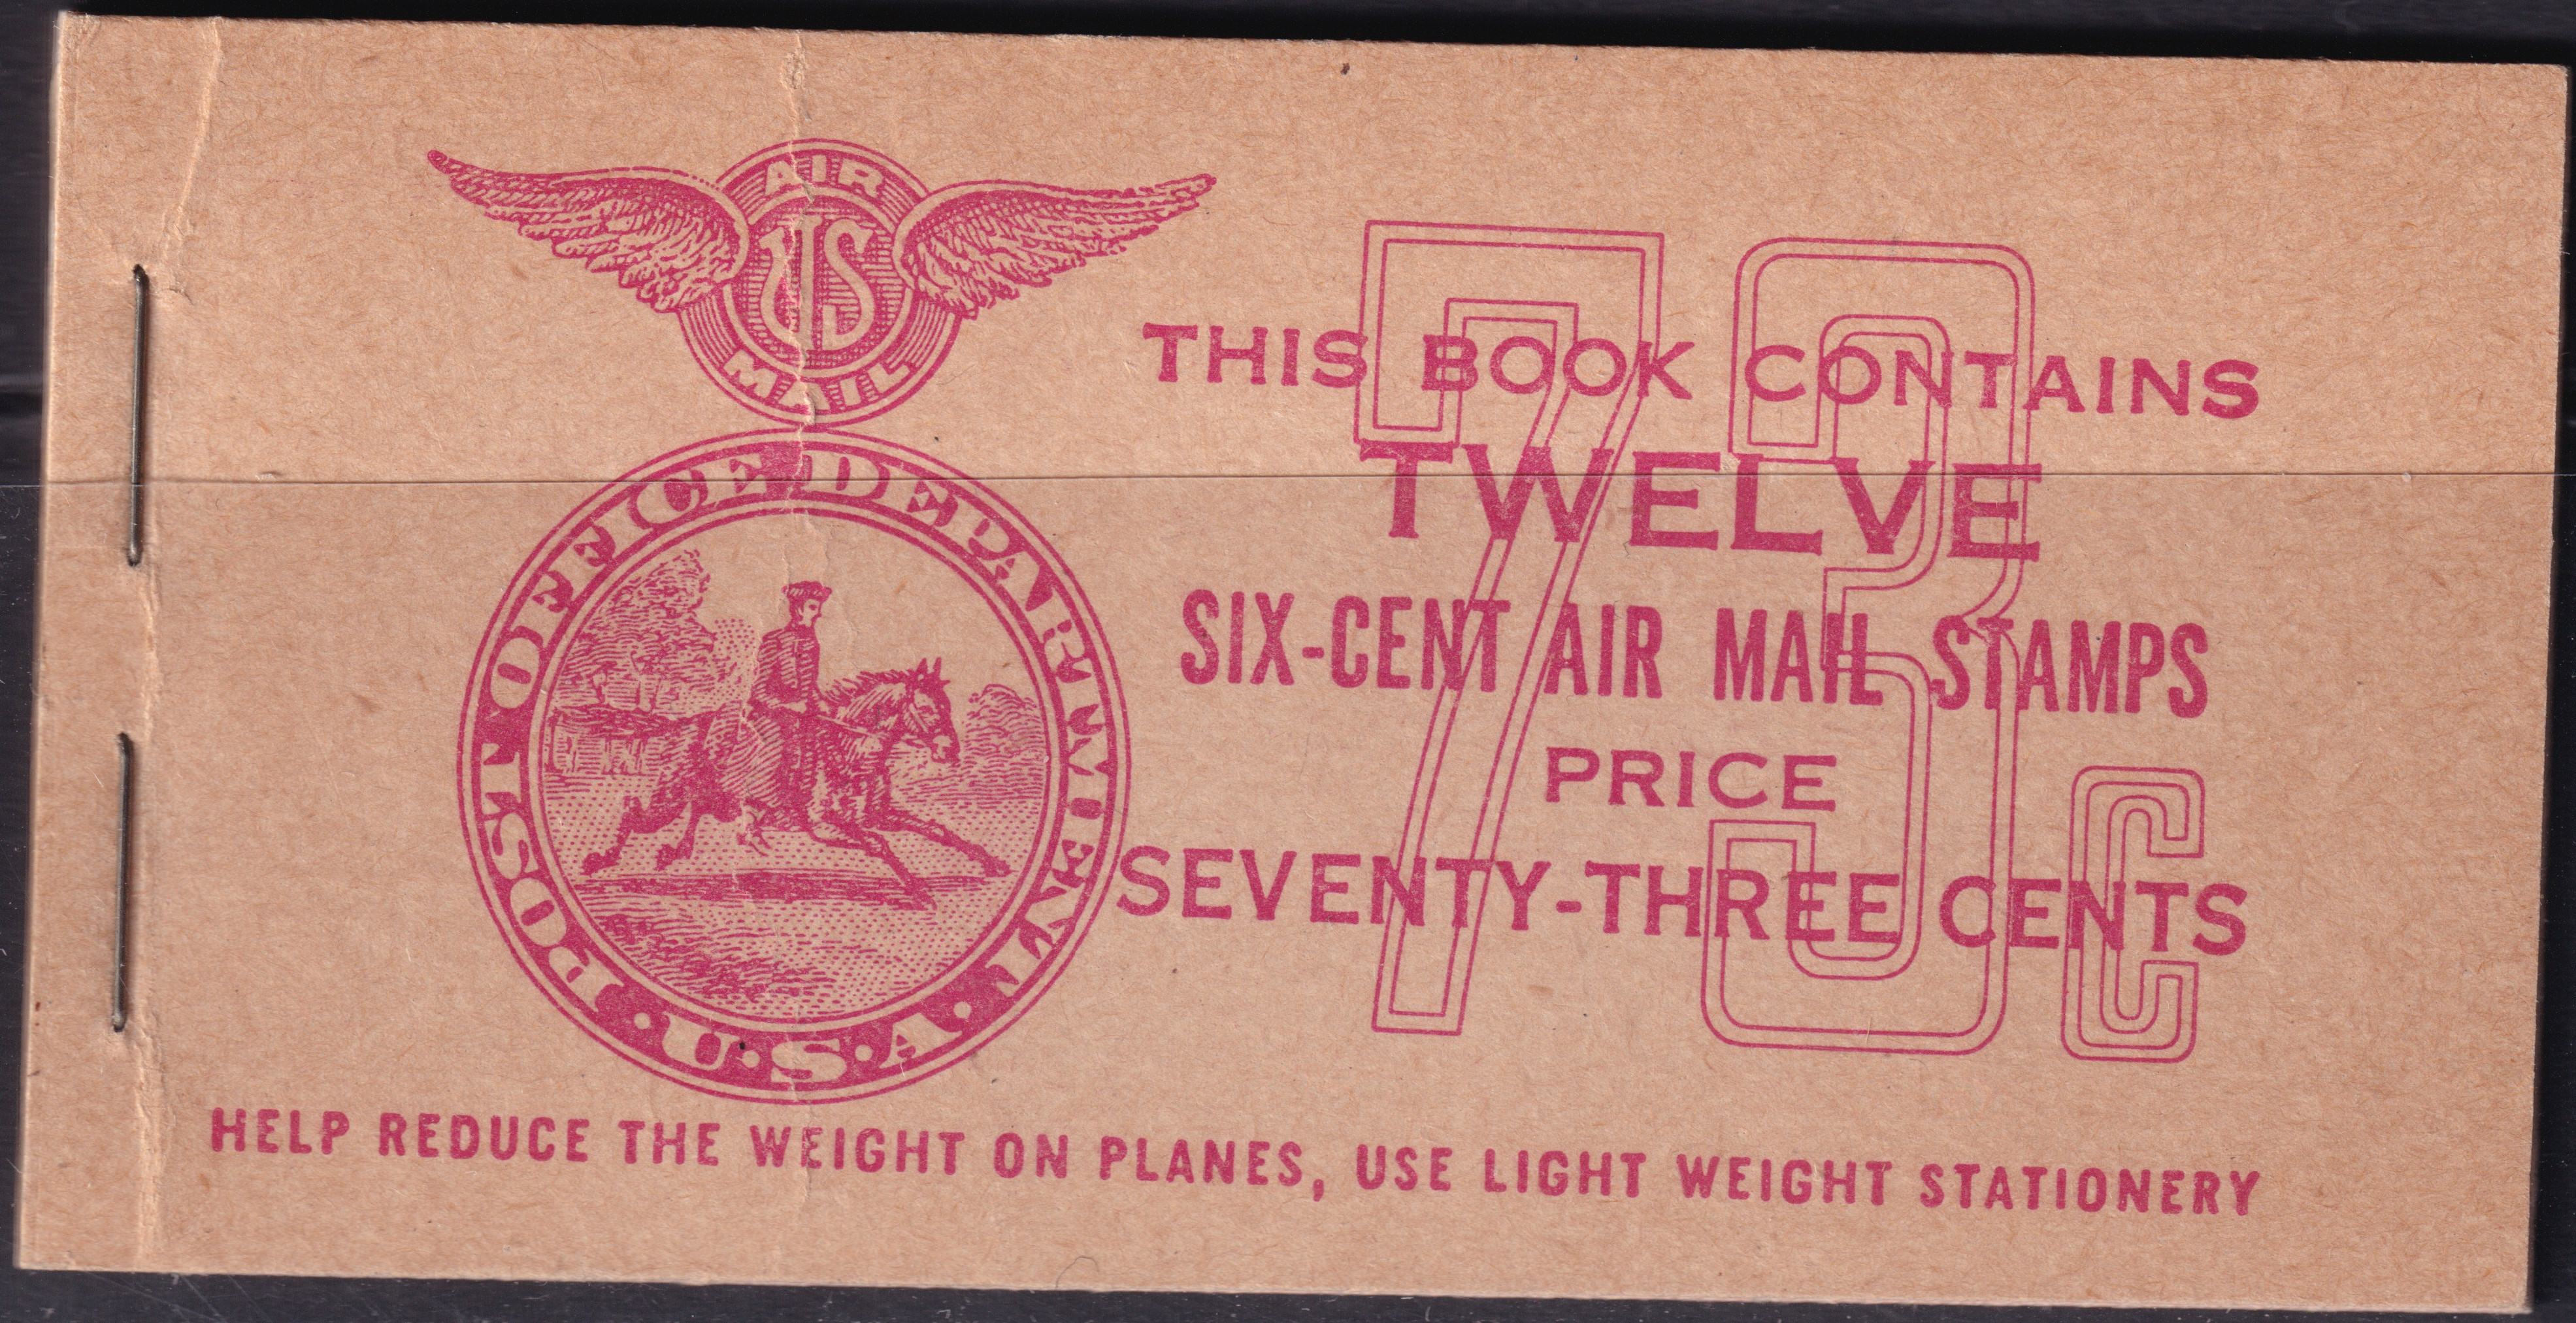 AIR
US
MAIL
POST OFFICE DEPARTMENT.
·U·S·A·
73c
THIS BOOK CONTAINS
TWELVE
SIX-CENT AIR MAIL STAMPS
PRICE
SEVENTY-THREE CENTS
HELP REDUCE THE WEIGHT ON PLANES, USE LIGHT WEIGHT STATIONERY